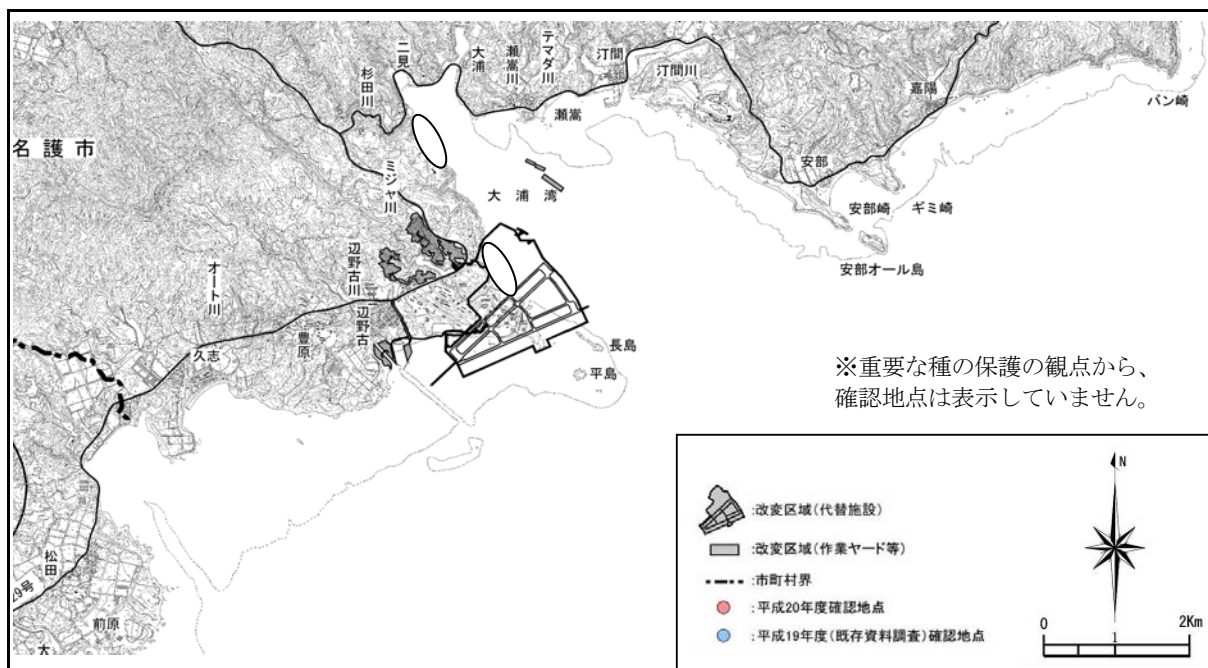 二見
大浦
瀬嵩川
テマダ川
汀間
汀間川
杉田川
瀬嵩
嘉陽
バン崎
名護市
ミジャ川
大浦湾
安部
安部崎
ギミ崎
安部オール島
辺野古川
オート川
辺野古
豊原
久志
長島
平島
※重要な種の保護の観点から、
確認地点は表示していません。
N
:改変区域(代替施設)
:改変区域(作業ヤード等)
:市町村界
:平成20年度確認地点
:平成19年度(既存資料調査)確認地点
0 1 2Km
松田
29号
前原
大